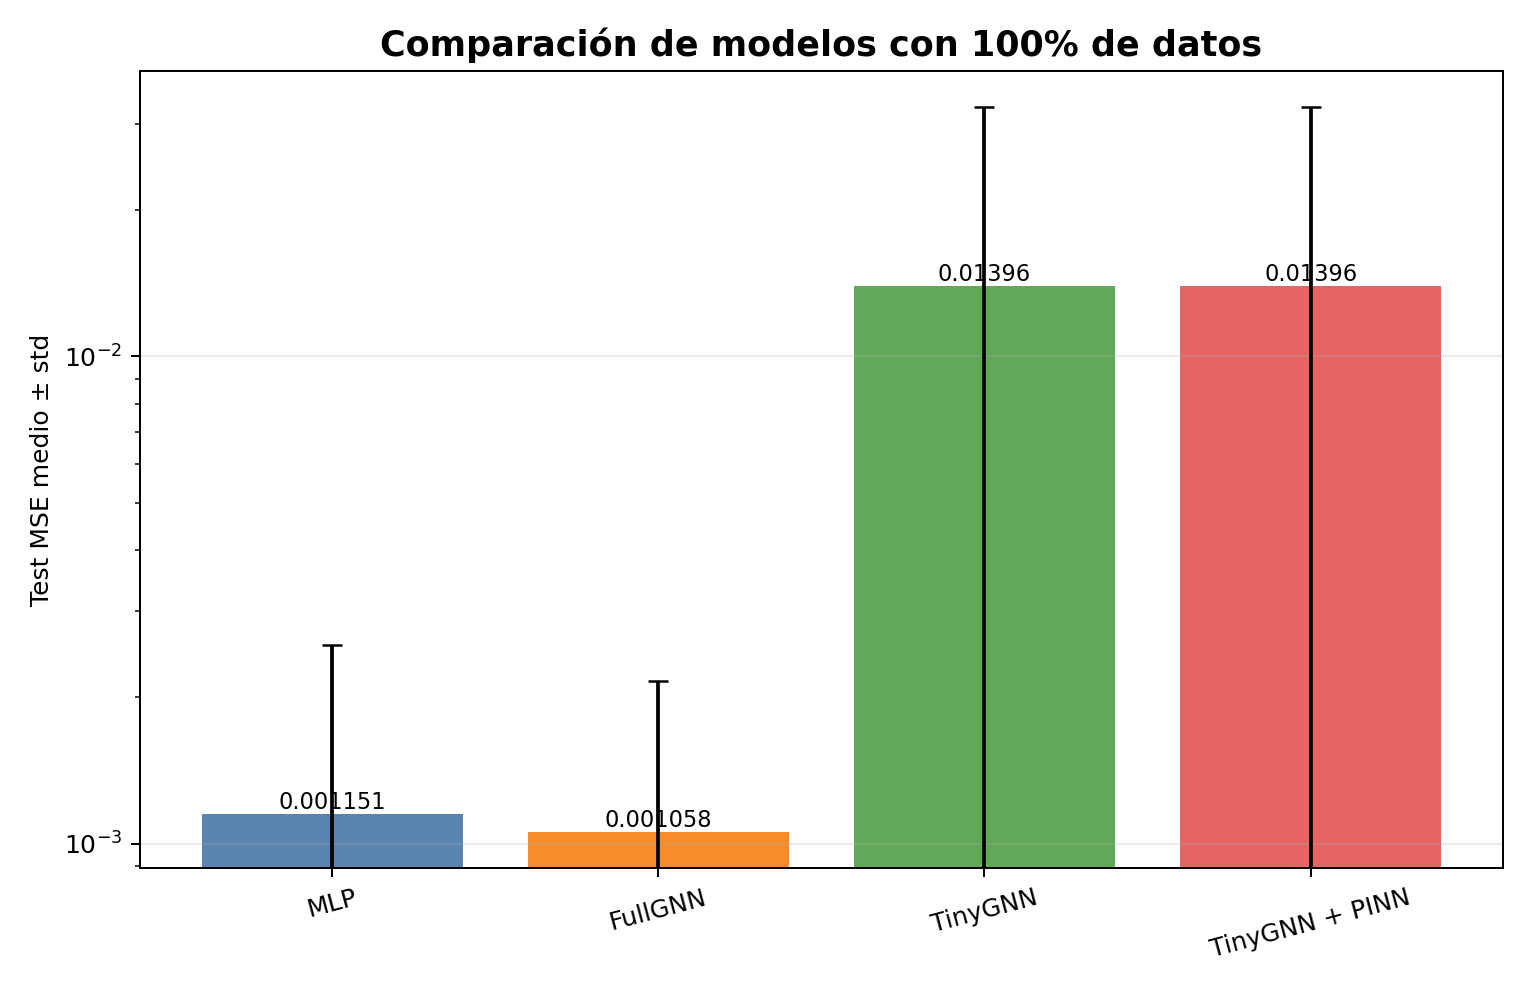 Comparación de modelos con 100% de datos
Test MSE medio ± std
10⁻²
10⁻³
0.001151
0.001058
0.01396
0.01396
MLP
FullGNN
TinyGNN
TinyGNN + PINN